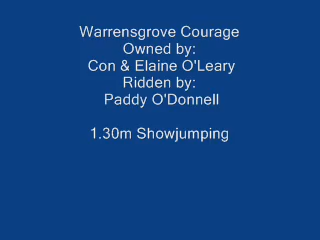 Warrensgrove Courage
Owned by:
Con & Elaine O'Leary
Ridden by:
Paddy O'Donnell
1.30m Showjumping